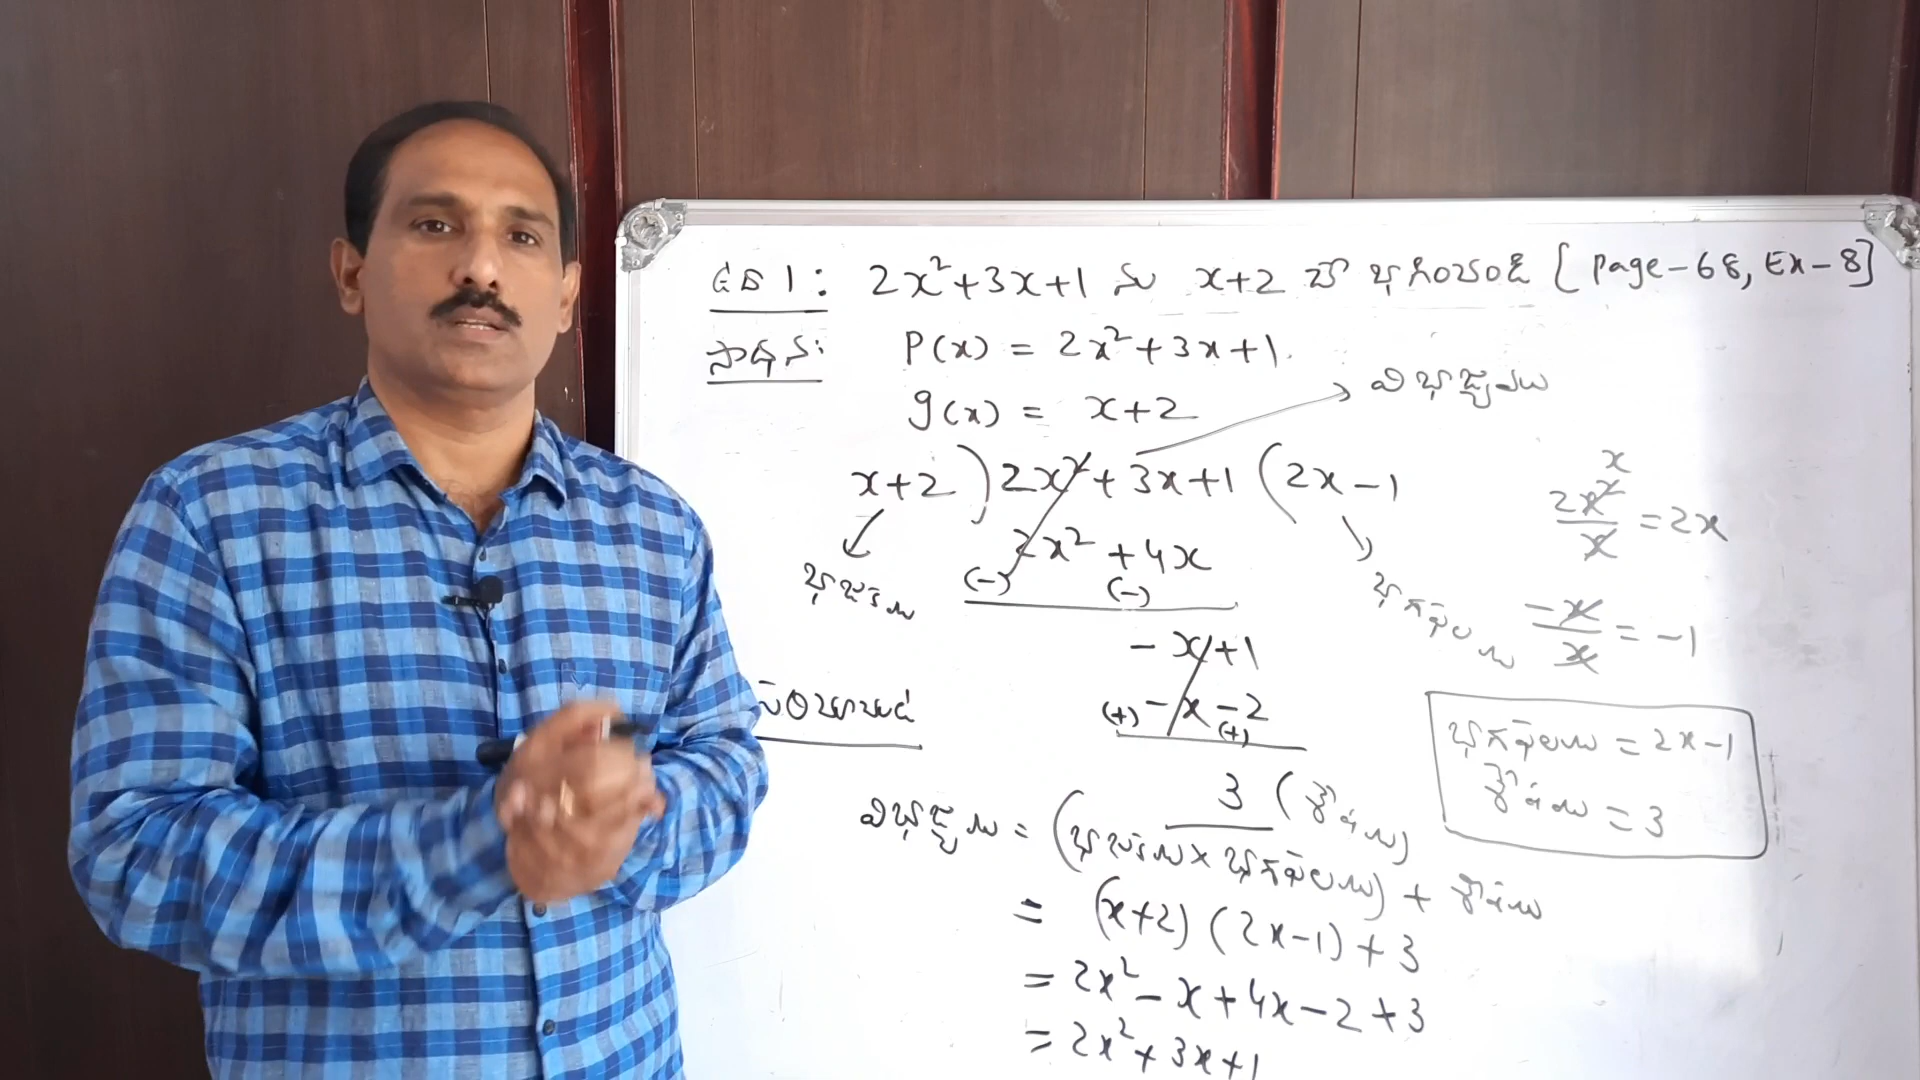 ఉదా 1: 2x²+3x+1 ను x+2 చే భాగించండి [Page-68, Ex-8]
సాధన:
P(x) = 2x²+3x+1.
g(x) = x+2
విభాజ్యము
x+2 ) 2x²+3x+1 ( 2x-1
2x² +4x
(-) (-)
భాజకము
భాగఫలము
-x+1
(+) -x-2
(+)
3 (శేషము)
x
2x²/x = 2x
-x/x = -1
భాగఫలము = 2x-1
శేషము = 3
విభాజ్యము = (భాజకము x భాగఫలము) + శేషము
= (x+2) (2x-1) + 3
= 2x² - x + 4x - 2 + 3
= 2x² + 3x + 1